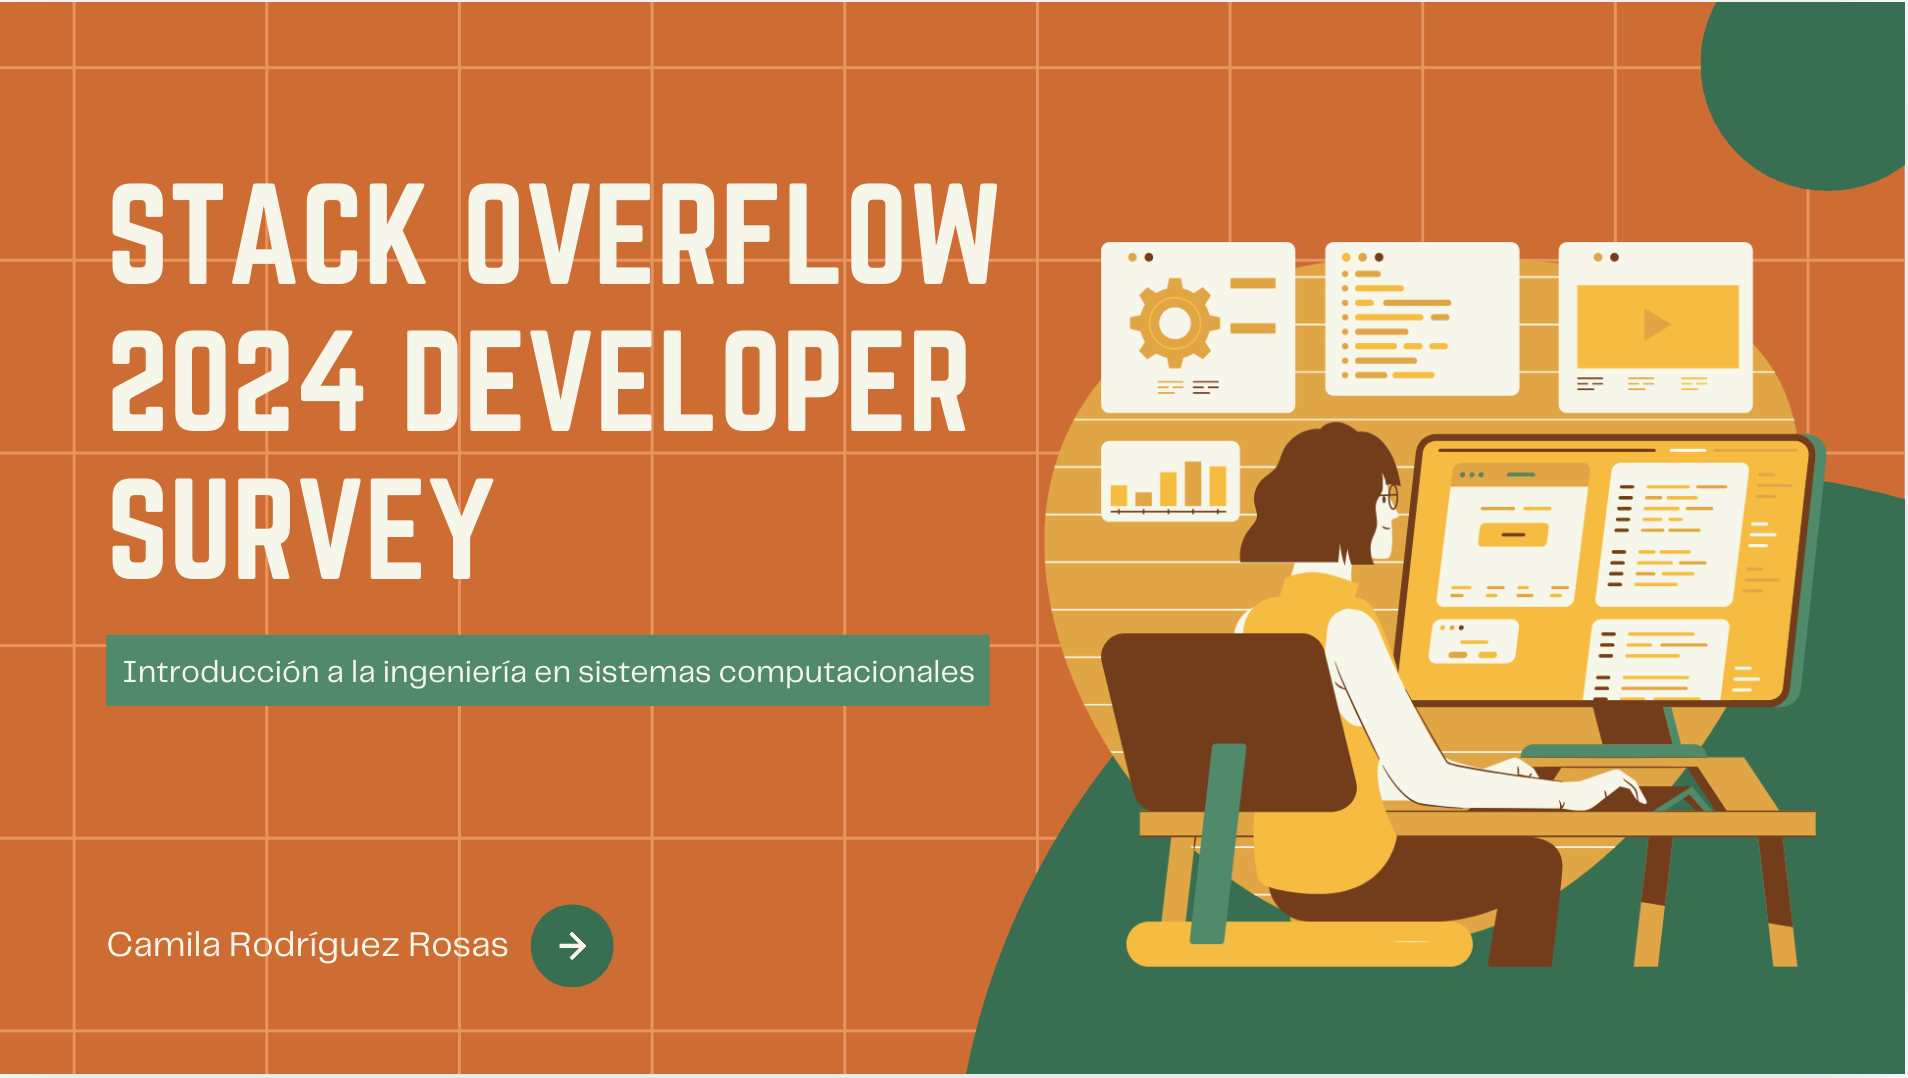 STACK OVERFLOW
2024 DEVELOPER
SURVEY
Introducción a la ingeniería en sistemas computacionales
Camila Rodríguez Rosas